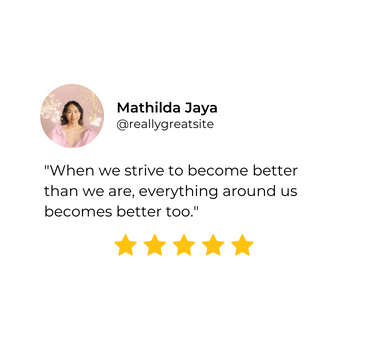 Mathilda Jaya
@reallygreatsite
"When we strive to become better
than we are, everything around us
becomes better too."